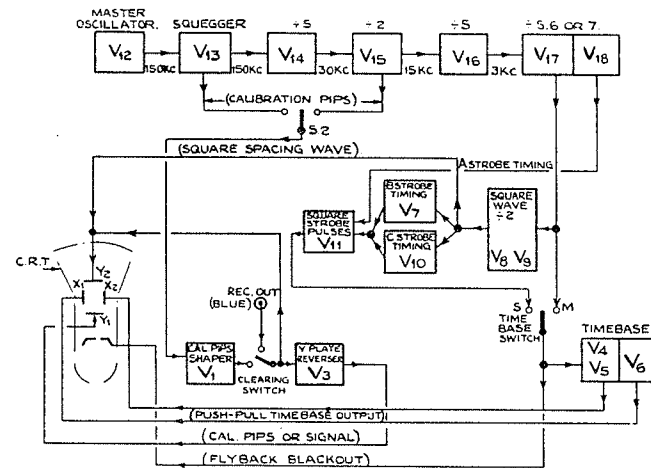 MASTER OSCILLATOR.
SQUEGGER
÷5
÷2
÷5
÷5.6 OR 7.
V12
V13
V14
V15
V16
V17
V18
150KC
150KC
30KC
15KC
3KC
(CALIBRATION PIPS)
S.2
(SQUARE SPACING WAVE)
A STROBE TIMING
B STROBE TIMING
V7
SQUARE STROBE PULSES
V11
C STROBE TIMING
V10
SQUARE WAVE ÷2
V8 V9
C.R.T.
Y2
X1
X2
Y1
REC. OUT (BLUE)
S
M
TIME BASE SWITCH
TIMEBASE
V4
V5
V6
CAL PIPS SHAPER
V1
CLEARING SWITCH
Y PLATE REVERSER
V3
(PUSH-PULL TIMEBASE OUTPUT)
(CAL. PIPS OR SIGNAL)
(FLYBACK BLACKOUT)